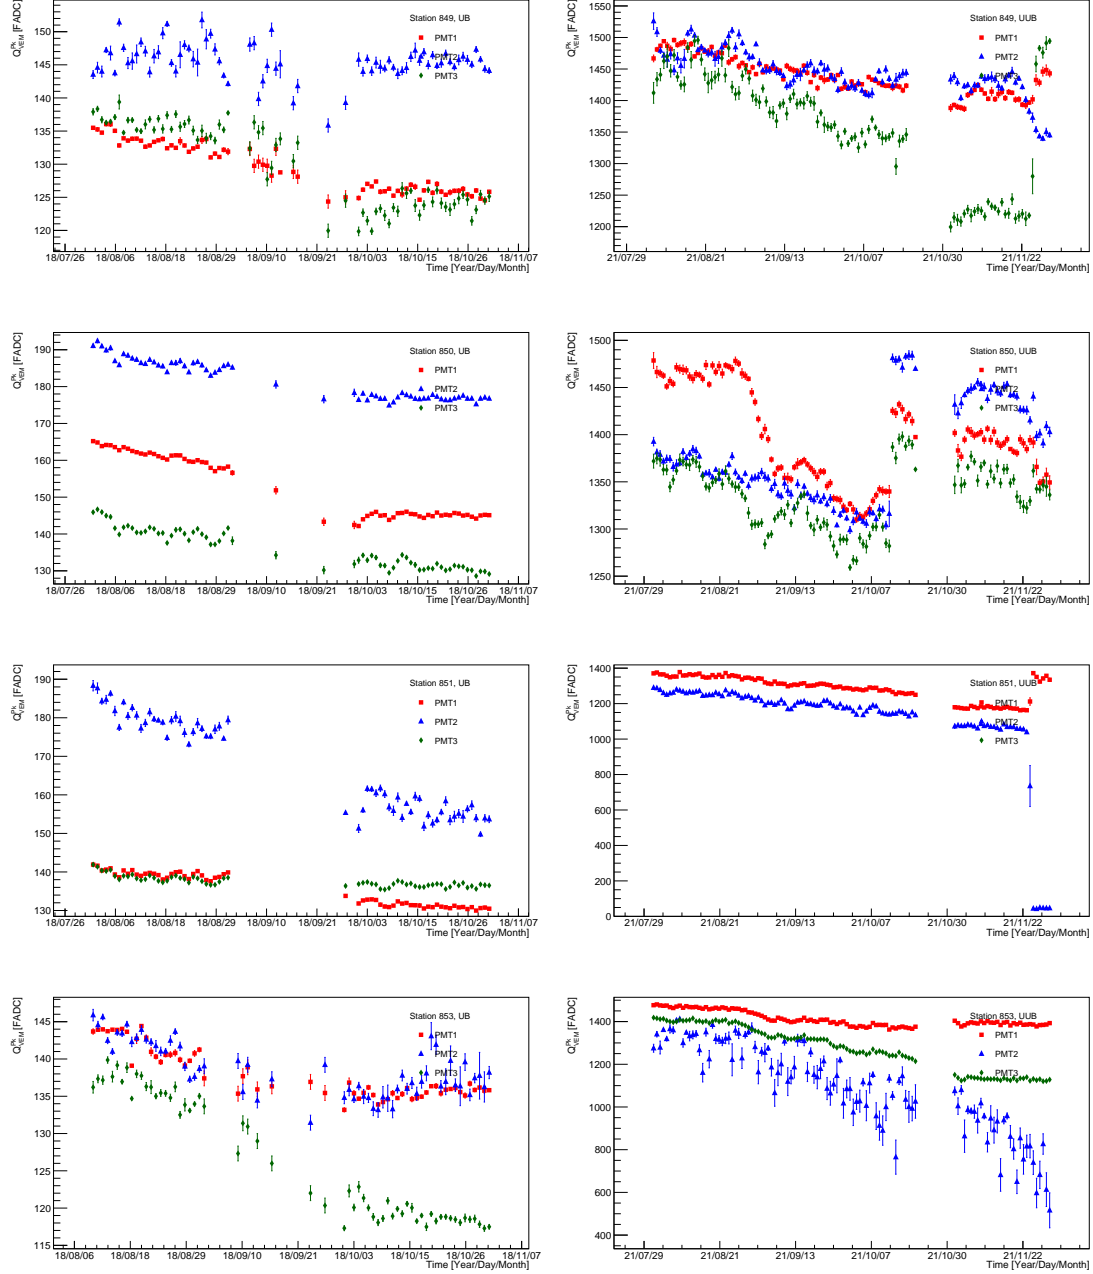 Q^Pk_VEM [FADC]
Station 849, UB
PMT1
PMT2
PMT3
150
145
140
135
130
125
120
18/07/26 18/08/06 18/08/18 18/08/29 18/09/10 18/09/21 18/10/03 18/10/15 18/10/26 18/11/07
Time [Year/Day/Month]
Q^Pk_VEM [FADC]
Station 849, UUB
PMT1
PMT2
PMT3
1550
1500
1450
1400
1350
1300
1250
1200
21/07/29 21/08/21 21/09/13 21/10/07 21/10/30 21/11/22
Time [Year/Day/Month]
Q^Pk_VEM [FADC]
Station 850, UB
PMT1
PMT2
PMT3
190
180
170
160
150
140
130
18/07/26 18/08/06 18/08/18 18/08/29 18/09/10 18/09/21 18/10/03 18/10/15 18/10/26 18/11/07
Time [Year/Day/Month]
Q^Pk_VEM [FADC]
Station 850, UUB
PMT1
PMT2
PMT3
1500
1450
1400
1350
1300
1250
21/07/29 21/08/21 21/09/13 21/10/07 21/10/30 21/11/22
Time [Year/Day/Month]
Q^Pk_VEM [FADC]
Station 851, UB
PMT1
PMT2
PMT3
190
180
170
160
150
140
130
18/07/26 18/08/06 18/08/18 18/08/29 18/09/10 18/09/21 18/10/03 18/10/15 18/10/26 18/11/07
Time [Year/Day/Month]
Q^Pk_VEM [FADC]
Station 851, UUB
PMT1
PMT2
PMT3
1400
1200
1000
800
600
400
200
0
21/07/29 21/08/21 21/09/13 21/10/07 21/10/30 21/11/22
Time [Year/Day/Month]
Q^Pk_VEM [FADC]
Station 853, UB
PMT1
PMT2
PMT3
145
140
135
130
125
120
115
18/08/06 18/08/18 18/08/29 18/09/10 18/09/21 18/10/03 18/10/15 18/10/26 18/11/07
Time [Year/Day/Month]
Q^Pk_VEM [FADC]
Station 853, UUB
PMT1
PMT2
PMT3
1400
1200
1000
800
600
400
21/07/29 21/08/21 21/09/13 21/10/07 21/10/30 21/11/22
Time [Year/Day/Month]